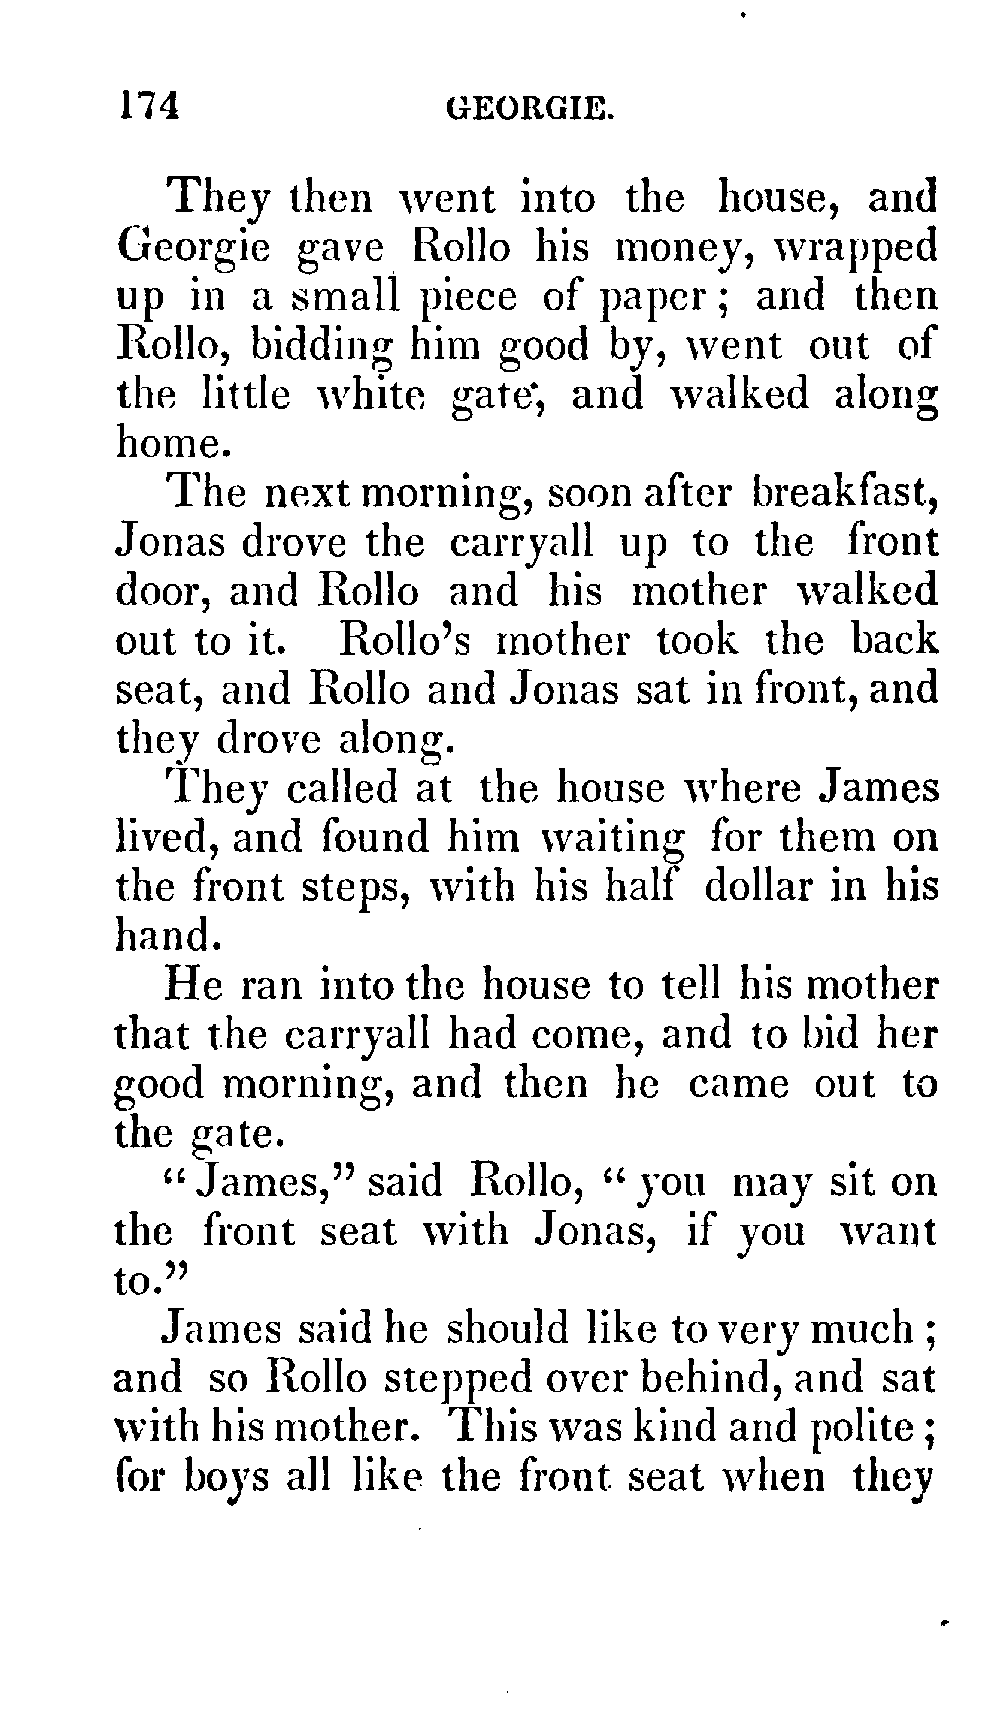 174 GEORGIE.
They then went into the house, and
Georgie gave Rollo his money, wrapped
up in a small piece of paper; and then
Rollo, bidding him good by, went out of
the little white gate, and walked along
home.
The next morning, soon after breakfast,
Jonas drove the carryall up to the front
door, and Rollo and his mother walked
out to it. Rollo's mother took the back
seat, and Rollo and Jonas sat in front, and
they drove along.
They called at the house where James
lived, and found him waiting for them on
the front steps, with his half dollar in his
hand.
He ran into the house to tell his mother
that the carryall had come, and to bid her
good morning, and then he came out to
the gate.
“James,” said Rollo, “you may sit on
the front seat with Jonas, if you want
to.”
James said he should like to very much;
and so Rollo stepped over behind, and sat
with his mother. This was kind and polite;
for boys all like the front seat when they